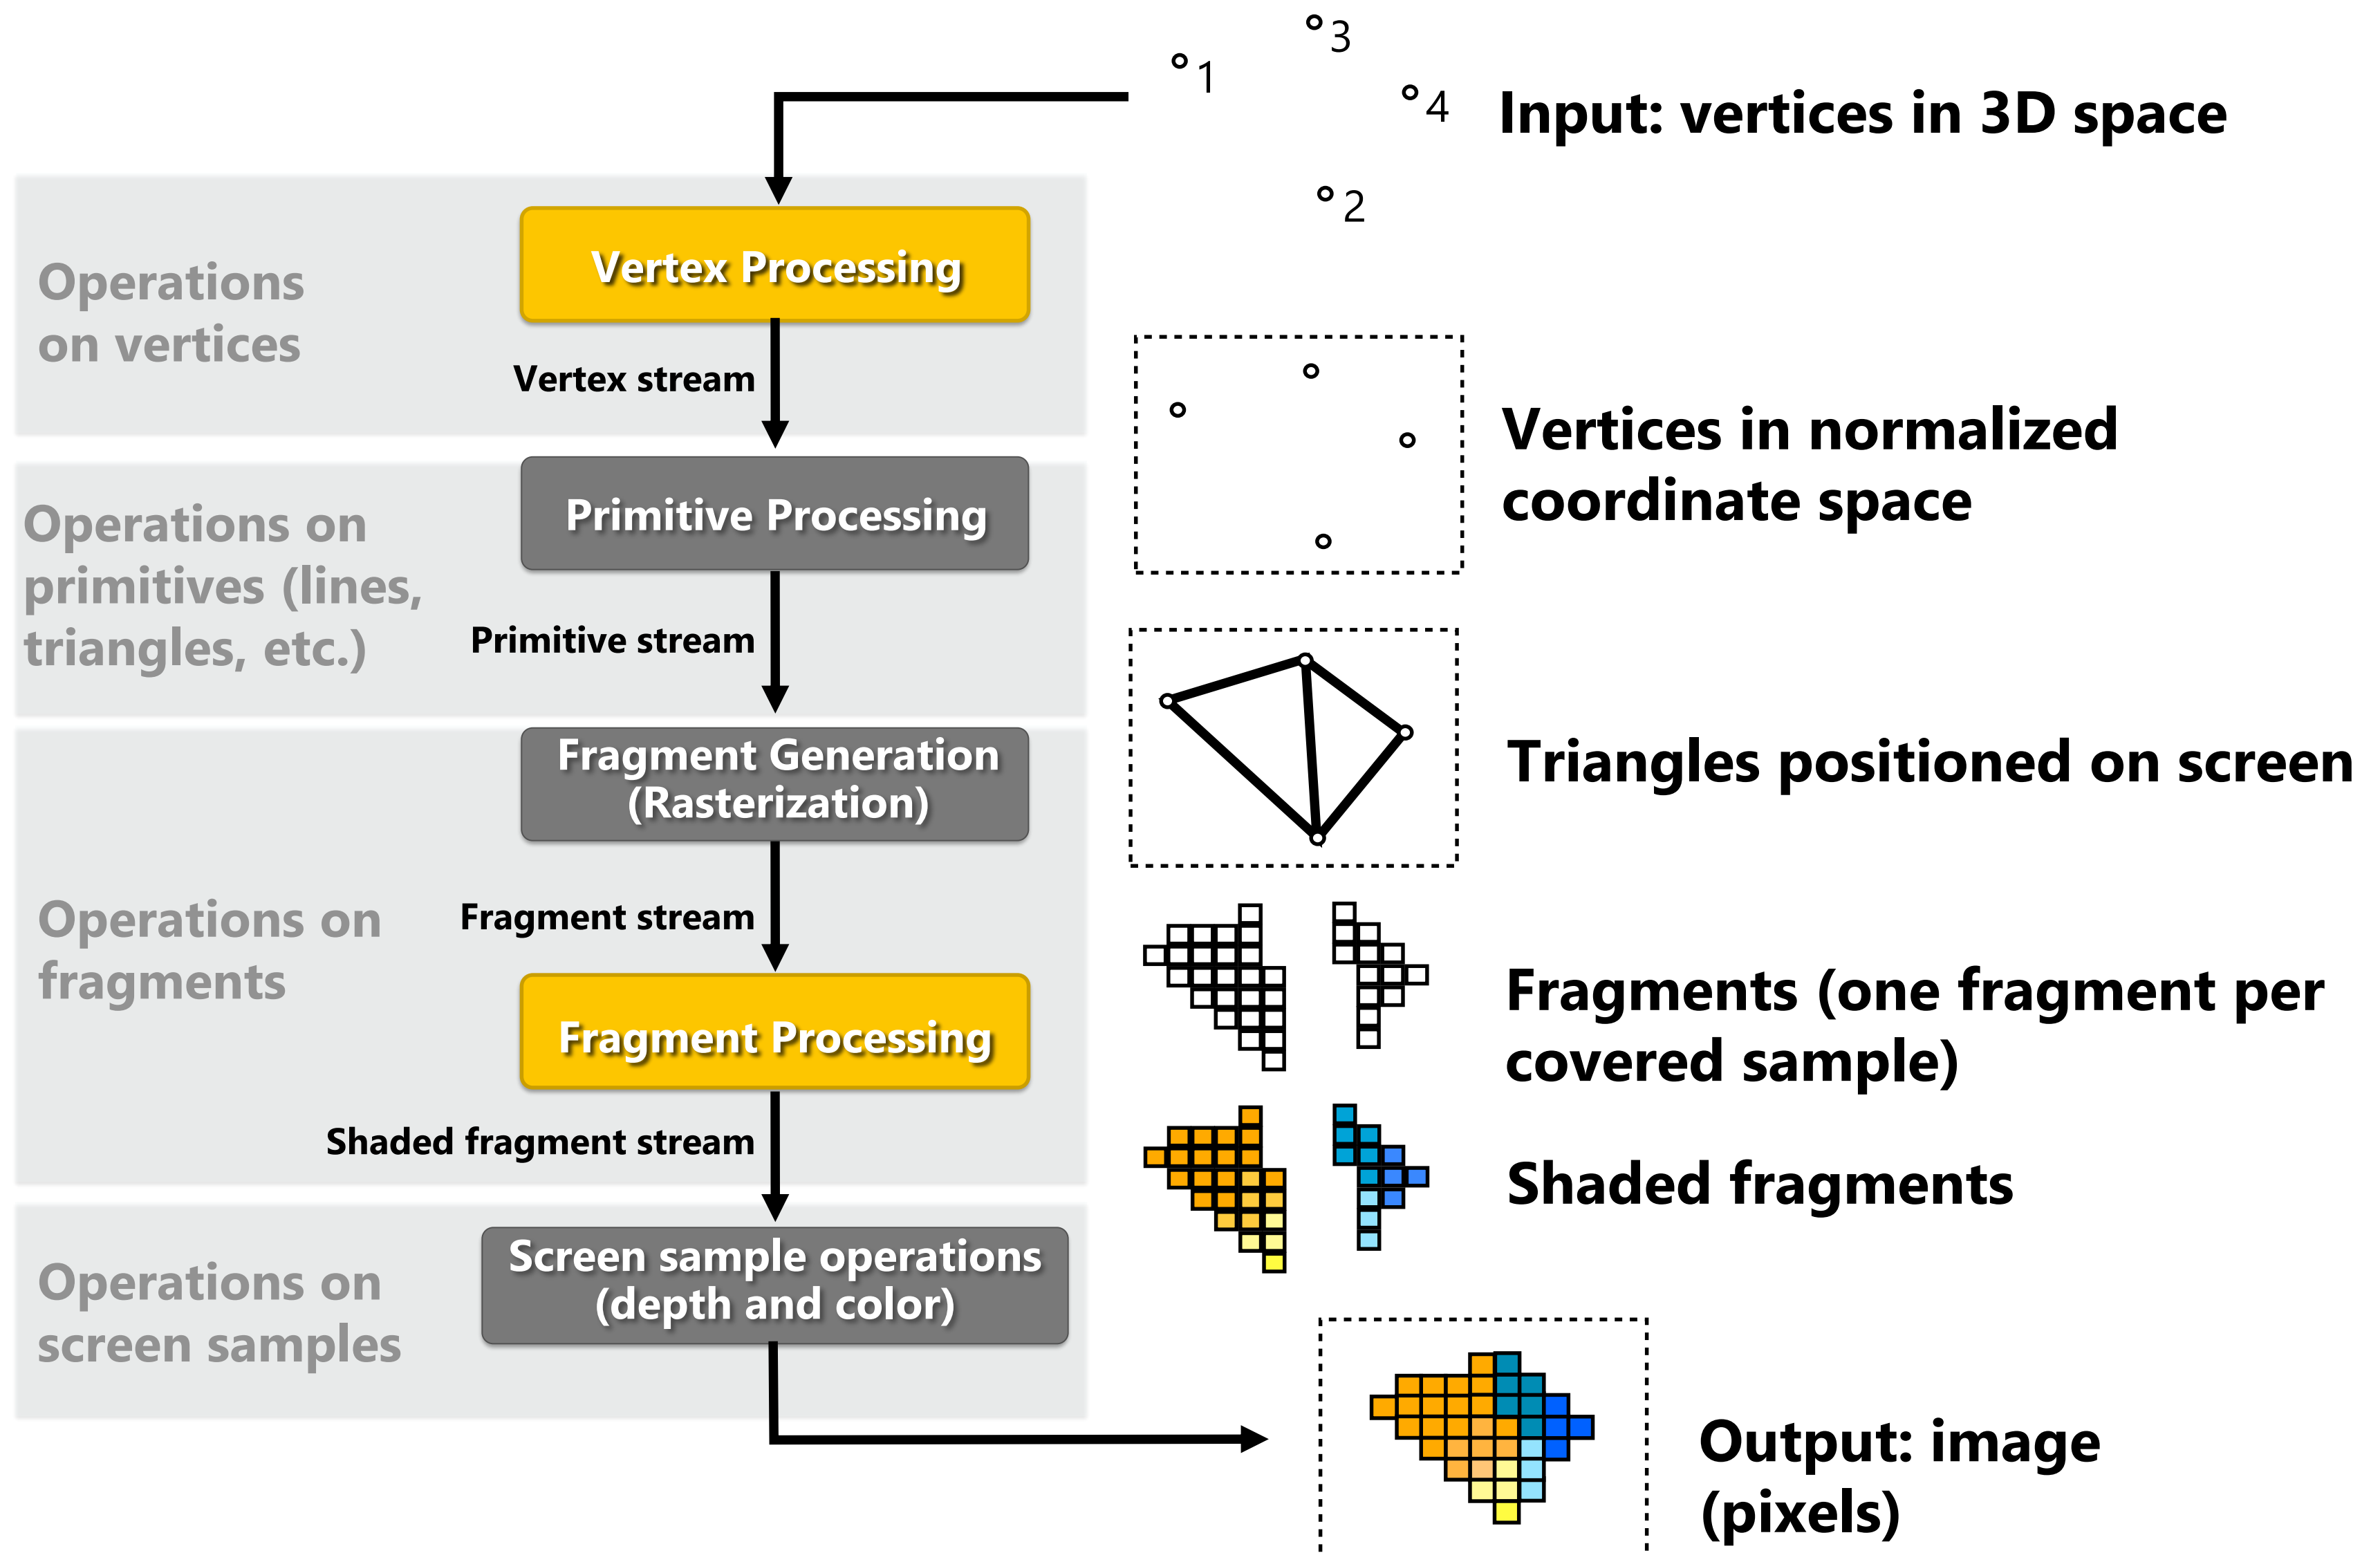 3
1
4
Input: vertices in 3D space
2
Operations
on vertices
Vertex Processing
Vertex stream
Vertices in normalized
coordinate space
Operations on
primitives (lines,
triangles, etc.)
Primitive Processing
Primitive stream
Triangles positioned on screen
Operations on
fragments
Fragment Generation
(Rasterization)
Fragment stream
Fragment Processing
Fragments (one fragment per
covered sample)
Shaded fragment stream
Shaded fragments
Operations on
screen samples
Screen sample operations
(depth and color)
Output: image
(pixels)